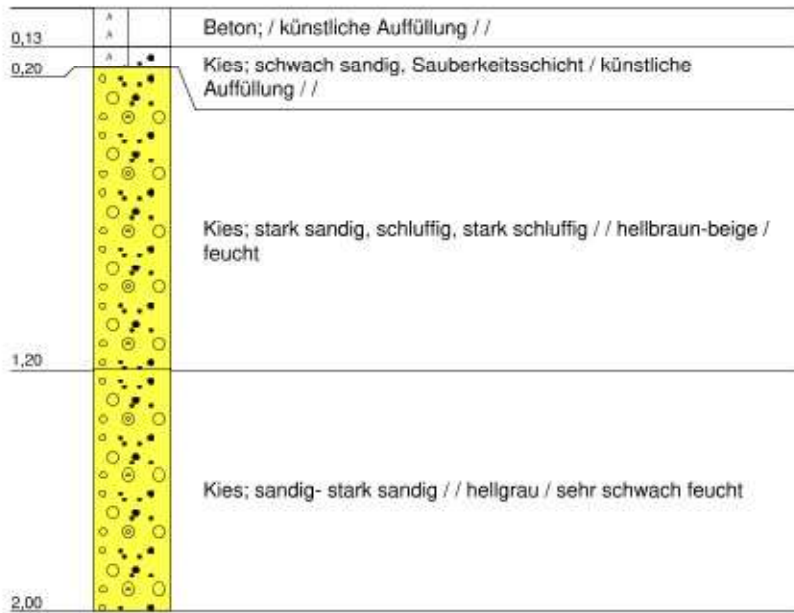 Beton; / künstliche Auffüllung / /
0,13
Kies; schwach sandig, Sauberkeitsschicht / künstliche
0,20
Auffüllung / /
Kies; stark sandig, schluffig, stark schluffig / / hellbraun-beige /
feucht
1,20
Kies; sandig- stark sandig / / hellgrau / sehr schwach feucht
2,00
A
A
A